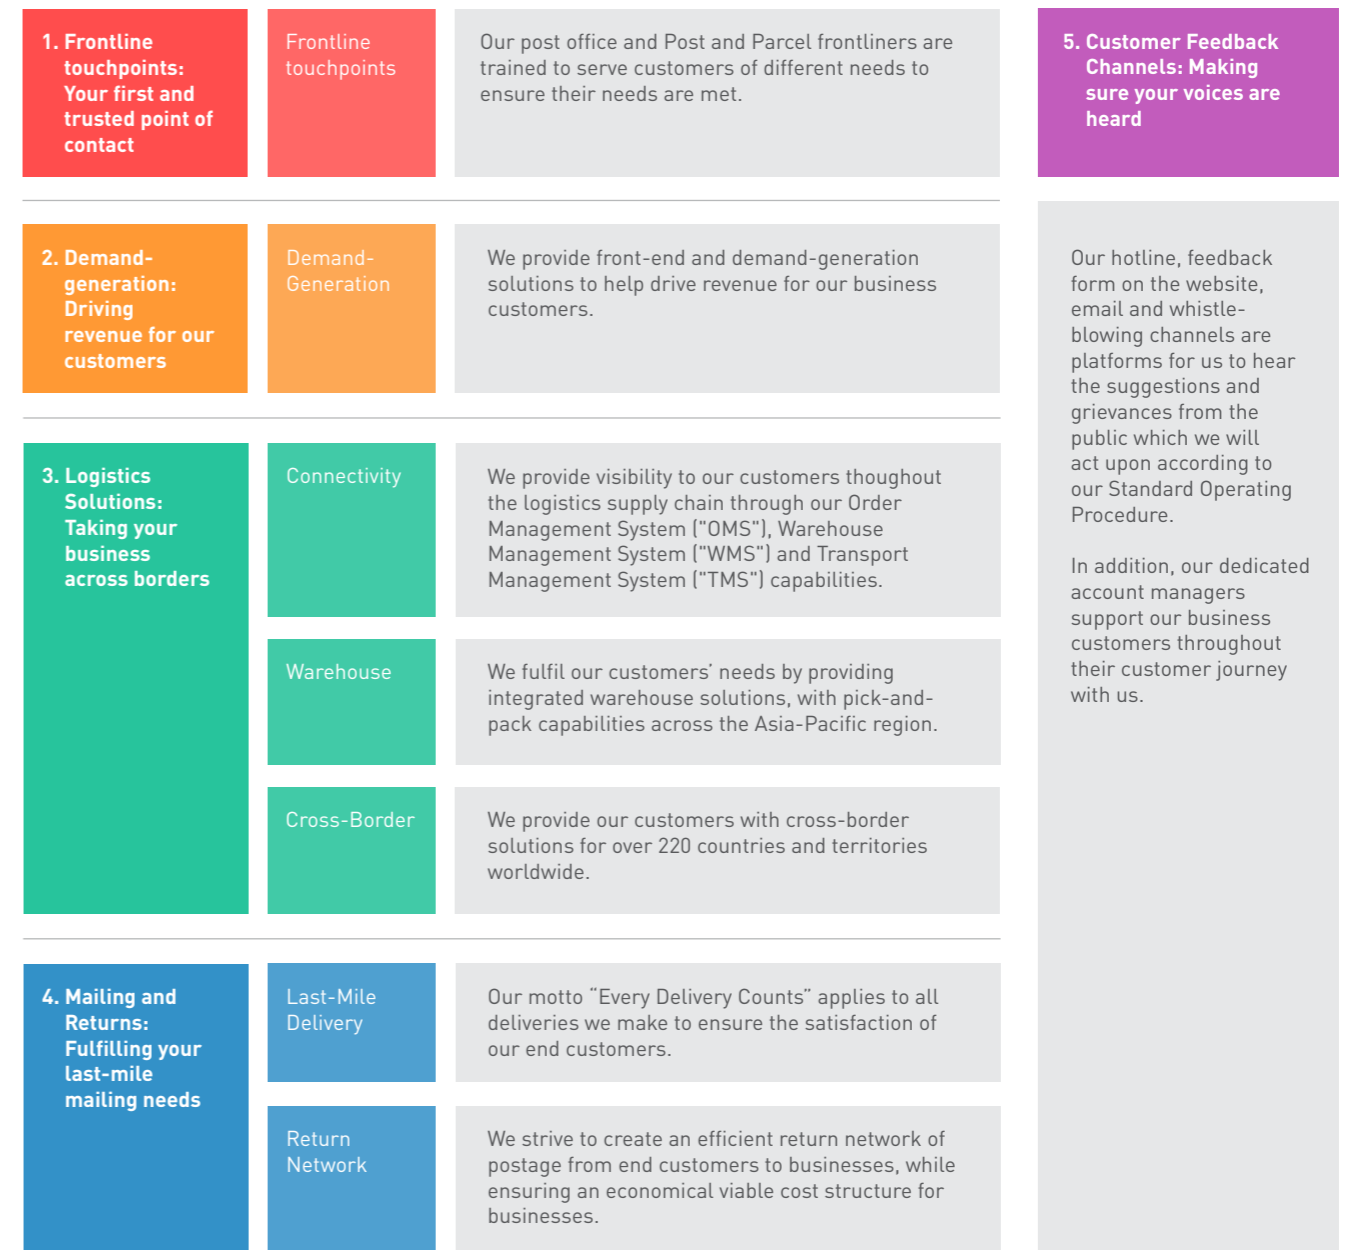 1. Frontline
touchpoints:
Your first and
trusted point of
contact
Frontline
touchpoints
Our post office and Post and Parcel frontliners are
trained to serve customers of different needs to
ensure their needs are met.
2. Demand-
generation:
Driving
revenue for our
customers
Demand-
Generation
We provide front-end and demand-generation
solutions to help drive revenue for our business
customers.
3. Logistics
Solutions:
Taking your
business
across borders
Connectivity
We provide visibility to our customers thoughout
the logistics supply chain through our Order
Management System ("OMS"), Warehouse
Management System ("WMS") and Transport
Management System ("TMS") capabilities.
Warehouse
We fulfil our customers’ needs by providing
integrated warehouse solutions, with pick-and-
pack capabilities across the Asia-Pacific region.
Cross-Border
We provide our customers with cross-border
solutions for over 220 countries and territories
worldwide.
4. Mailing and
Returns:
Fulfilling your
last-mile
mailing needs
Last-Mile
Delivery
Our motto “Every Delivery Counts” applies to all
deliveries we make to ensure the satisfaction of
our end customers.
Return
Network
We strive to create an efficient return network of
postage from end customers to businesses, while
ensuring an economical viable cost structure for
businesses.
5. Customer Feedback
Channels: Making
sure your voices are
heard
Our hotline, feedback
form on the website,
email and whistle-
blowing channels are
platforms for us to hear
the suggestions and
grievances from the
public which we will
act upon according to
our Standard Operating
Procedure.
In addition, our dedicated
account managers
support our business
customers throughout
their customer journey
with us.